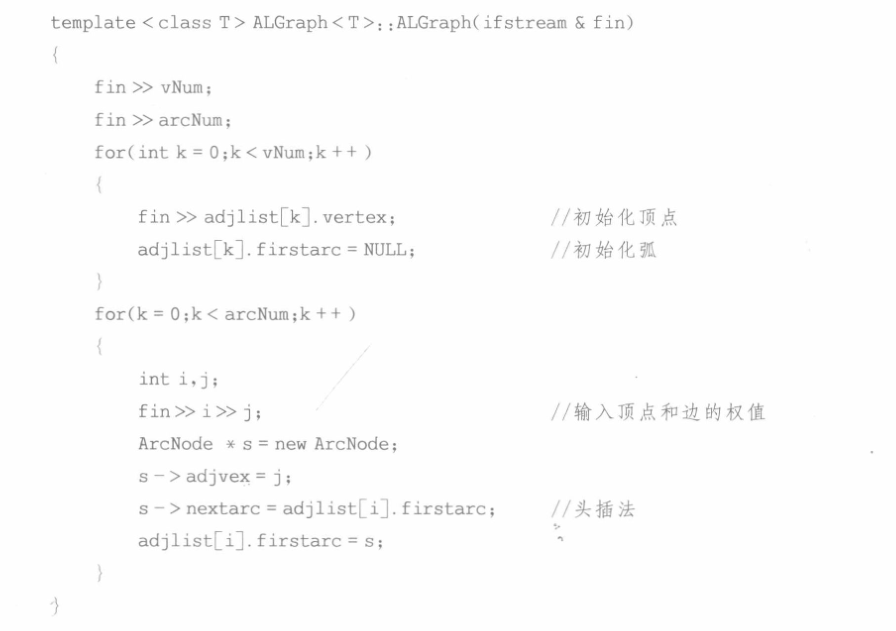 template<class T> ALGraph<T>::ALGraph(ifstream & fin)
{
fin >> vNum;
fin >> arcNum;
for(int k = 0;k < vNum;k ++ )
{
fin >> adjlist[k].vertex; //初始化顶点
adjlist[k].firstarc = NULL; //初始化弧
}
for(k = 0;k < arcNum;k ++ )
{
int i,j;
fin >> i >> j; //输入顶点和边的权值
ArcNode * s = new ArcNode;
s -> adjvex = j;
s -> nextarc = adjlist[i].firstarc; //头插法
adjlist[i].firstarc = s;
}
}